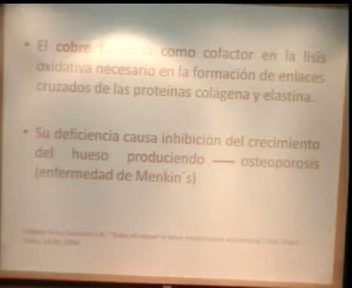 • El cobre como cofactor en la lisis
oxidativa necesario en la formación de enlaces
cruzados de las proteínas colágena y elastina.
• Su deficiencia causa inhibición del crecimiento
del hueso produciendo — osteoporosis
(enfermedad de Menkin´s)